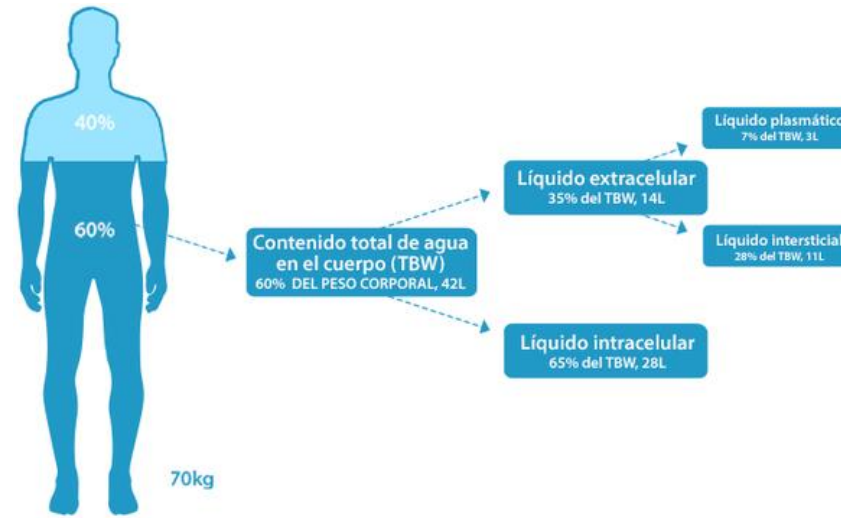 40%
60%
Contenido total de agua
en el cuerpo (TBW)
60% DEL PESO CORPORAL, 42L
Líquido extracelular
35% del TBW, 14L
Líquido plasmático
7% del TBW, 3L
Líquido intersticial
28% del TBW, 11L
Líquido intracelular
65% del TBW, 28L
70kg